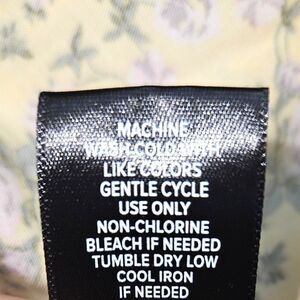 MACHINE
WASH COLD WITH
LIKE COLORS
GENTLE CYCLE
USE ONLY
NON-CHLORINE
BLEACH IF NEEDED
TUMBLE DRY LOW
COOL IRON
IF NEEDED